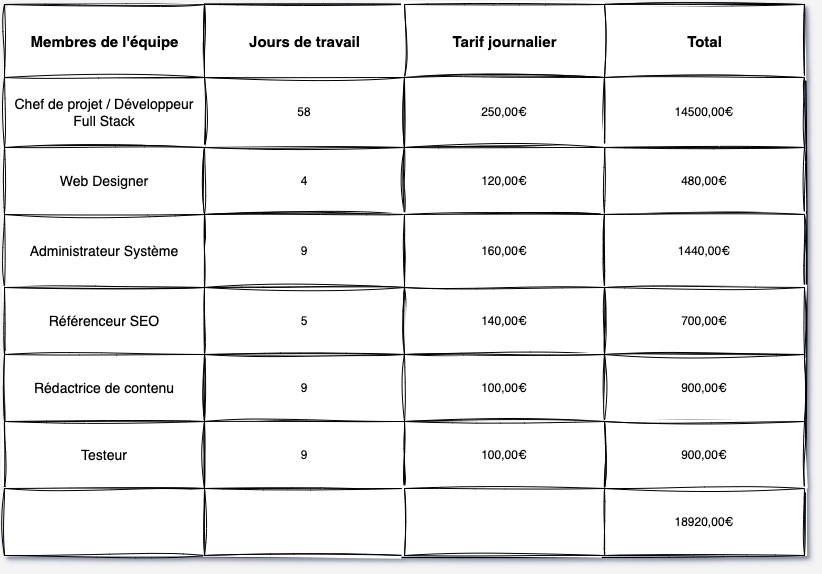 Membres de l'équipe Jours de travail Tarif journalier Total
Chef de projet / Développeur
Full Stack 58 250,00€ 14500,00€
Web Designer 4 120,00€ 480,00€
Administrateur Système 9 160,00€ 1440,00€
Référenceur SEO 5 140,00€ 700,00€
Rédactrice de contenu 9 100,00€ 900,00€
Testeur 9 100,00€ 900,00€
18920,00€